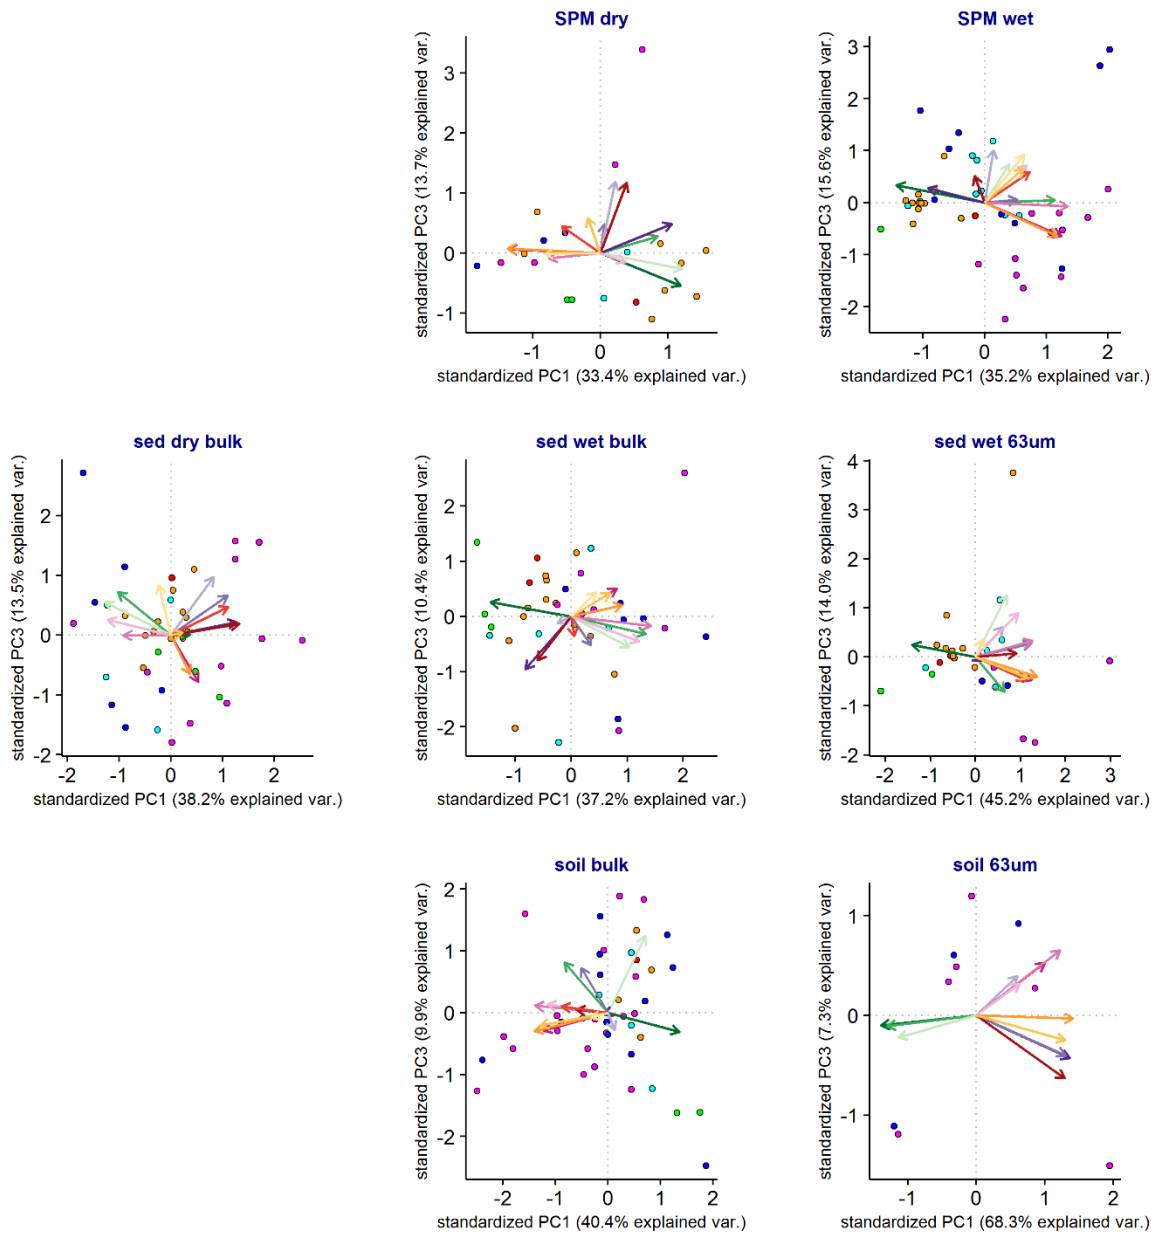 SPM dry
standardized PC3 (13.7% explained var.)
3
2
1
0
-1
-1 0 1
standardized PC1 (33.4% explained var.)
SPM wet
standardized PC3 (15.6% explained var.)
3
2
1
0
-1
-2
-1 0 1 2
standardized PC1 (35.2% explained var.)
sed dry bulk
standardized PC3 (13.5% explained var.)
2
1
0
-1
-2
-2 -1 0 1 2
standardized PC1 (38.2% explained var.)
sed wet bulk
standardized PC3 (10.4% explained var.)
2
1
0
-1
-2
-1 0 1 2
standardized PC1 (37.2% explained var.)
sed wet 63um
standardized PC3 (14.0% explained var.)
4
3
2
1
0
-1
-2
-2 -1 0 1 2 3
standardized PC1 (45.2% explained var.)
soil bulk
standardized PC3 (9.9% explained var.)
2
1
0
-1
-2
-2 -1 0 1 2
standardized PC1 (40.4% explained var.)
soil 63um
standardized PC3 (7.3% explained var.)
1
0
-1
-1 0 1 2
standardized PC1 (68.3% explained var.)